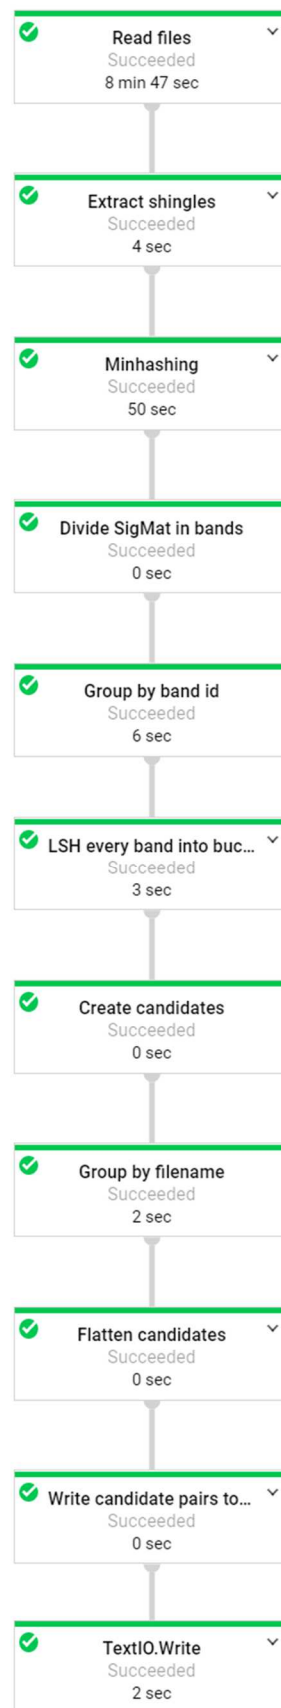 Read files
Succeeded
8 min 47 sec
Extract shingles
Succeeded
4 sec
Minhashing
Succeeded
50 sec
Divide SigMat in bands
Succeeded
0 sec
Group by band id
Succeeded
6 sec
LSH every band into buc...
Succeeded
3 sec
Create candidates
Succeeded
0 sec
Group by filename
Succeeded
2 sec
Flatten candidates
Succeeded
0 sec
Write candidate pairs to...
Succeeded
0 sec
TextIO.Write
Succeeded
2 sec